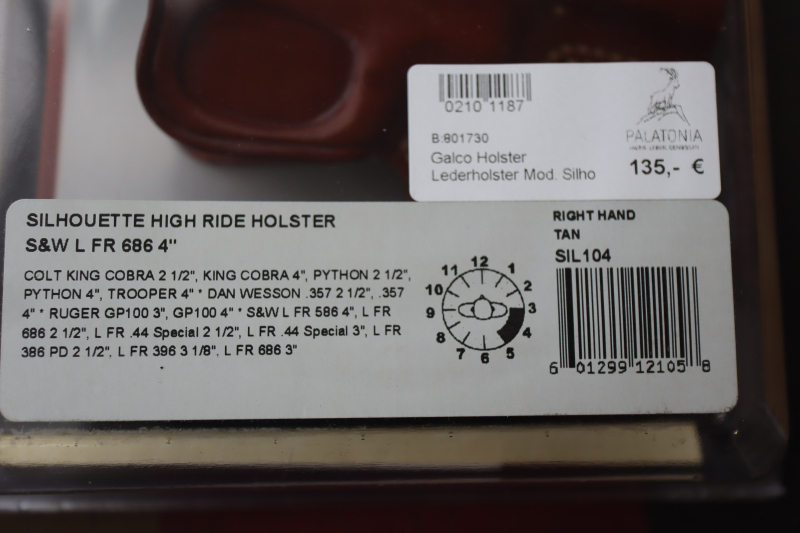 0210 1187
B:801730
Galco Holster
Lederholster Mod. Silho
PALATONIA
135,- €
SILHOUETTE HIGH RIDE HOLSTER
S&W L FR 686 4"
COLT KING COBRA 2 1/2", KING COBRA 4", PYTHON 2 1/2",
PYTHON 4", TROOPER 4" * DAN WESSON .357 2 1/2", .357
4" * RUGER GP100 3", GP100 4" * S&W L FR 586 4", L FR
686 2 1/2", L FR .44 Special 2 1/2", L FR .44 Special 3", L FR
386 PD 2 1/2", L FR 396 3 1/8", L FR 686 3"
12
1
2
3
4
5
6
7
8
9
10
11
RIGHT HAND
TAN
SIL104
6 01299 12105 8